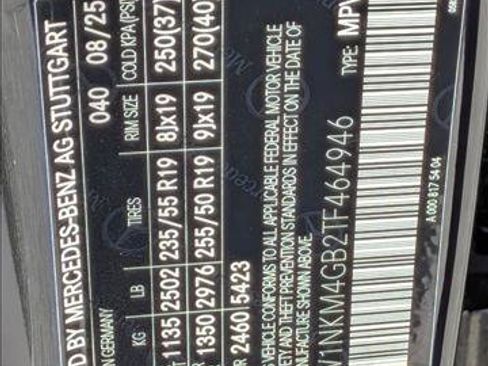 D BY MERCEDES-BENZ AG STUTTGART
N GERMANY 040 08/25
KG LB TIRES RIM SIZE COLD KPA(PSI
1135 2502 235/55 R19 8Jx19 250(37
1350 2976 255/50 R19 9Jx19 270(40
R 2460 5423
VEHICLE CONFORMS TO ALL APPLICABLE FEDERAL MOTOR VEHICLE
ETY AND THEFT PREVENTION STANDARDS IN EFFECT ON THE DATE OF
NUFACTURE SHOWN ABOVE.
W1NKM4GB2TF464946 TYPE: MPV
A 000 817 54 04